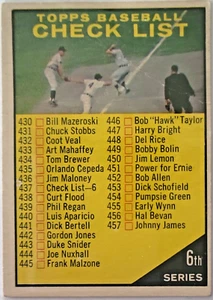 TOPPS BASEBALL
CHECK LIST
430 Bill Mazeroski
431 Chuck Stobbs
432 Coot Veal
433 Art Mahaffey
434 Tom Brewer
435 Orlando Cepeda
436 Jim Maloney
437 Check List—6
438 Curt Flood
439 Phil Regan
440 Luis Aparicio
441 Dick Bertell
442 Gordon Jones
443 Duke Snider
444 Joe Nuxhall
445 Frank Malzone
446 Bob "Hawk" Taylor
447 Harry Bright
448 Del Rice
449 Bobby Bolin
450 Jim Lemon
451 Power for Ernie
452 Bob Allen
453 Dick Schofield
454 Pumpsie Green
455 Early Wynn
456 Hal Bevan
457 Johnny James
6th
SERIES